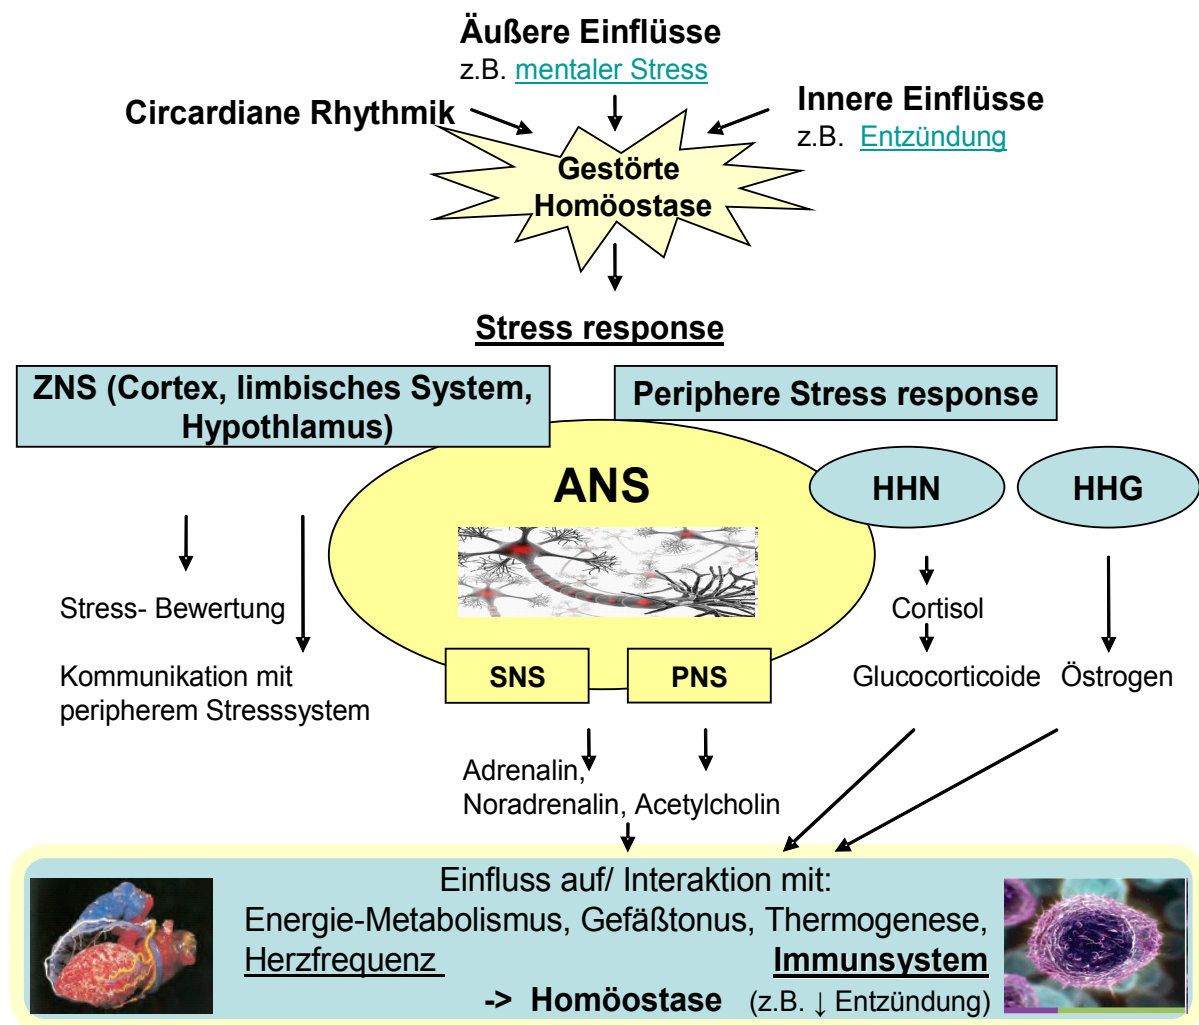 Äußere Einflüsse
z.B. mentaler Stress
Circardiane Rhythmik
Innere Einflüsse
z.B. Entzündung
Gestörte
Homöostase
Stress response
ZNS (Cortex, limbisches System,
Hypothlamus)
Periphere Stress response
ANS
HHN
HHG
Stress- Bewertung
Cortisol
Kommunikation mit
peripherem Stresssystem
SNS
PNS
Glucocorticoide
Östrogen
Adrenalin,
Noradrenalin, Acetylcholin
Einfluss auf/ Interaktion mit:
Energie-Metabolismus, Gefäßtonus, Thermogenese,
Herzfrequenz Immunsystem
-> Homöostase (z.B. ↓ Entzündung)